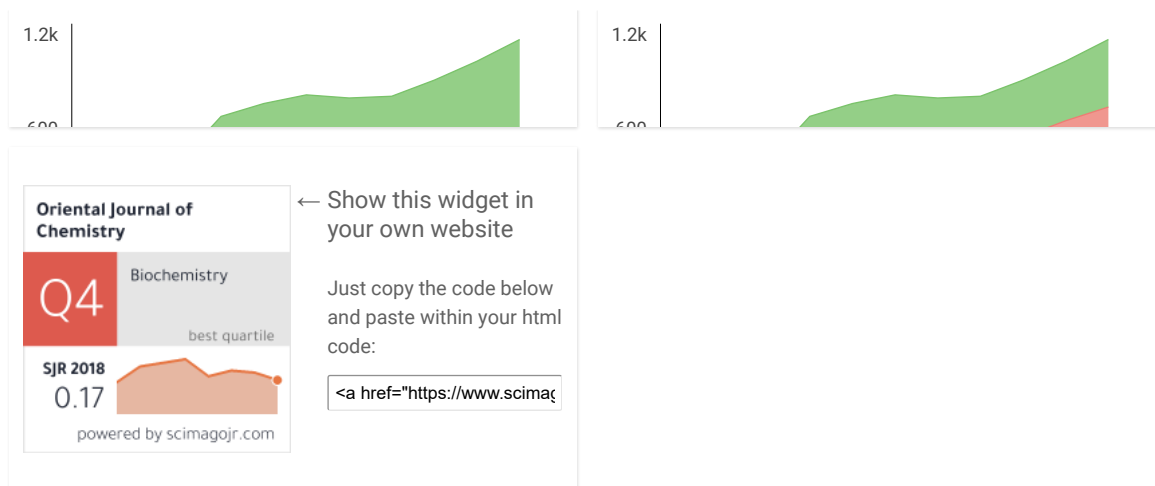 1.2k
600
1.2k
600
Oriental Journal of
Chemistry
Q4
Biochemistry
best quartile
SJR 2018
0.17
powered by scimagojr.com
← Show this widget in
your own website
Just copy the code below
and paste within your html
code:
<a href="https://www.scimag